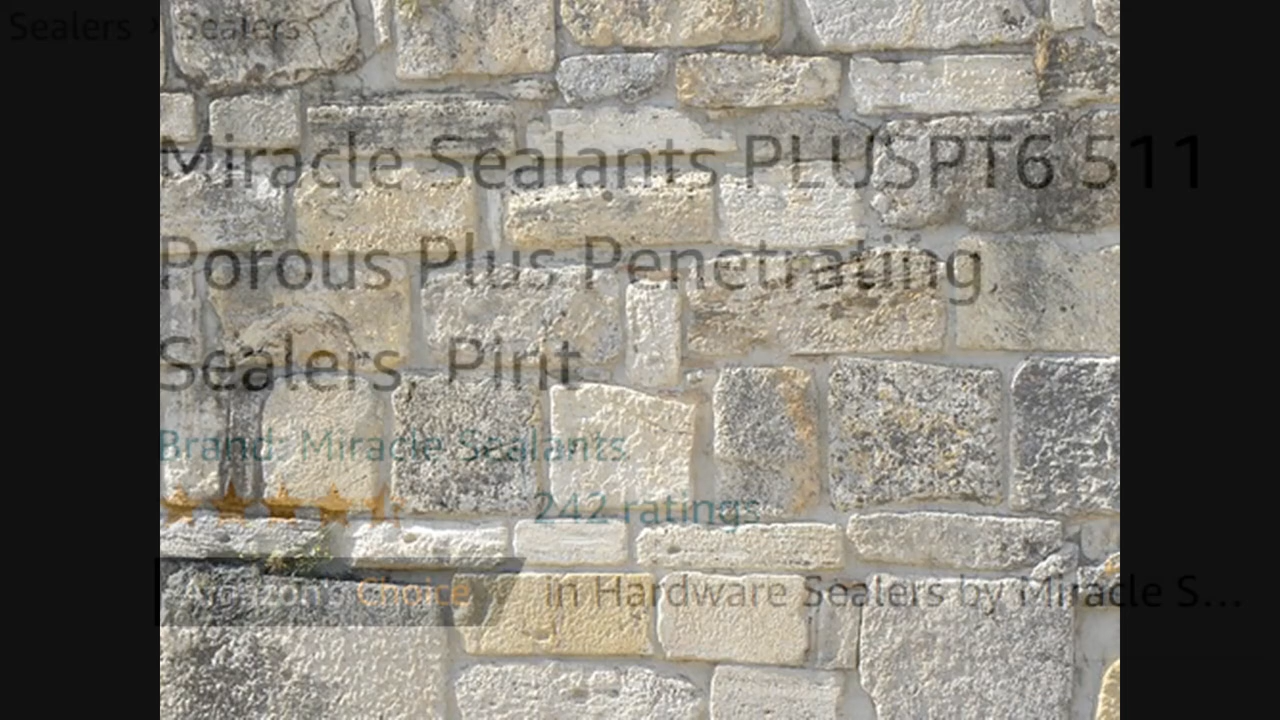 Sealers › Sealers
Miracle Sealants PLUSPT6 511
Porous Plus Penetrating
Sealers, Pint
Brand: Miracle Sealants
242 ratings
Amazon's Choice in Hardware Sealers by Miracle S...